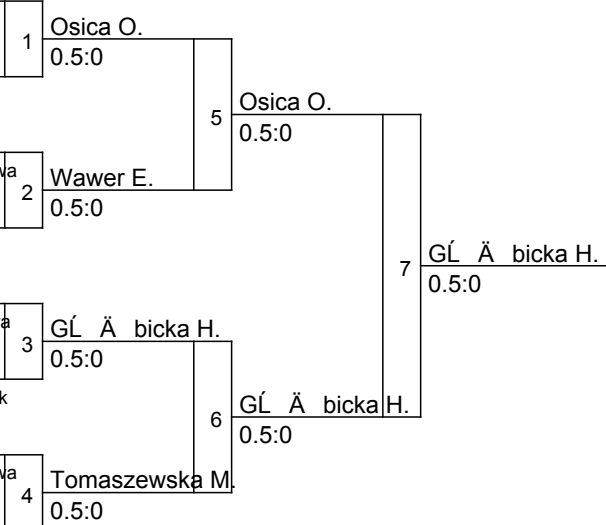 Osica O.
1
0.5:0
Osica O.
5
0.5:0
wa
Wawer E.
2
0.5:0
GĹ Ä bicka H.
7
0.5:0
a
GĹ Ä bicka H.
3
0.5:0
k
GĹ Ä bicka H.
6
0.5:0
wa
Tomaszewska M.
4
0.5:0